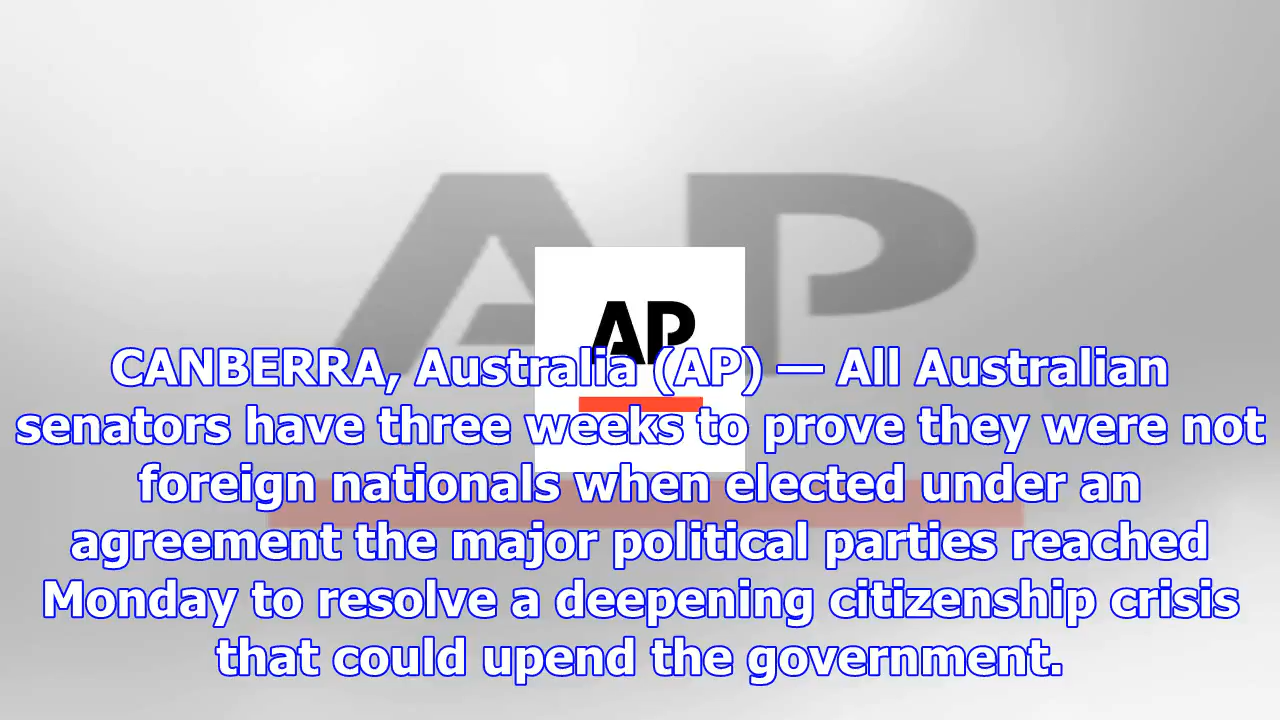 AP
AP
CANBERRA, Australia (AP) — All Australian
senators have three weeks to prove they were not
foreign nationals when elected under an
agreement the major political parties reached
Monday to resolve a deepening citizenship crisis
that could upend the government.